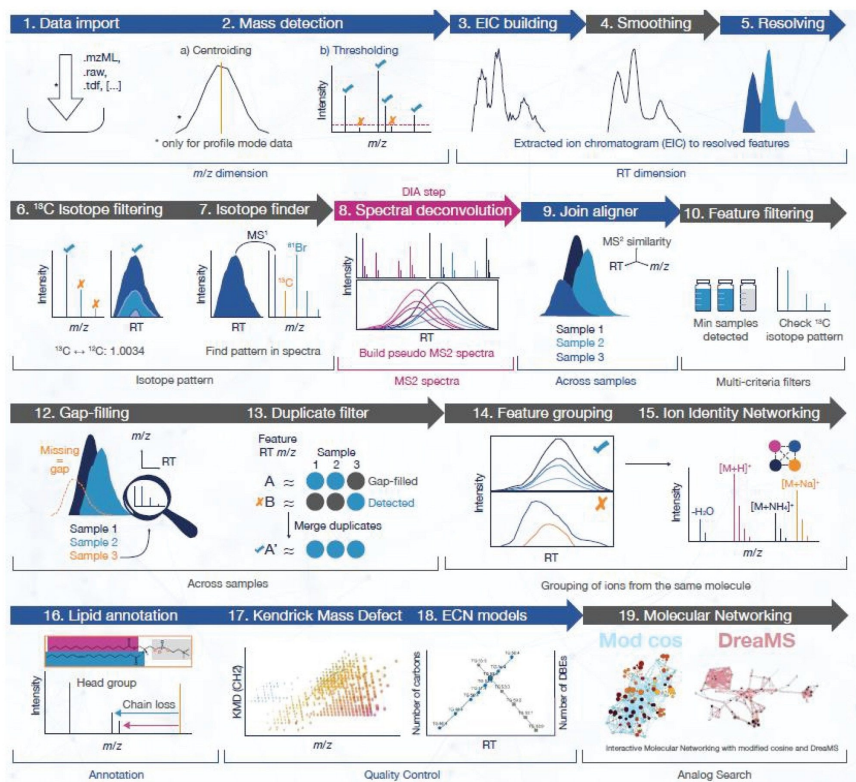 1. Data import
2. Mass detection
3. EIC building
4. Smoothing
5. Resolving
.mzML,
.raw,
.tdf, [...]
*
a) Centroiding
*
* only for profile mode data
b) Thresholding
Intensity
m/z
Extracted ion chromatogram (EIC) to resolved features
m/z dimension
RT dimension
DIA step
6. ¹³C Isotope filtering
7. Isotope finder
8. Spectral deconvolution
9. Join aligner
10. Feature filtering
Intensity
m/z
RT
¹³C ↔ ¹²C: 1.0034
MS¹
⁸¹Br
¹³C
Intensity
RT
m/z
Find pattern in spectra
Intensity
RT
Build pseudo MS2 spectra
MS² similarity
RT
m/z
Sample 1
Sample 2
Sample 3
Min samples
detected
Check ¹³C
isotope pattern
Isotope pattern
MS2 spectra
Across samples
Multi-criteria filters
12. Gap-filling
13. Duplicate filter
14. Feature grouping
15. Ion Identity Networking
Missing
=
gap
m/z
RT
Sample 1
Sample 2
Sample 3
Feature
RT m/z
Sample
1 2 3
A ≈
Gap-filled
B ≈
Detected
Merge duplicates
A' ≈
Intensity
RT
Intensity
-H₂O
[M+H]⁺
[M+NH₄]⁺
[M+Na]⁺
m/z
Across samples
Grouping of ions from the same molecule
16. Lipid annotation
17. Kendrick Mass Defect
18. ECN models
19. Molecular Networking
Intensity
Head group
Chain loss
m/z
KMD (CH2)
m/z
Number of carbons
Number of DBEs
RT
Mod cos
DreaMS
Interactive Molecular Networking with modified cosine and DreaMS
Annotation
Quality Control
Analog Search